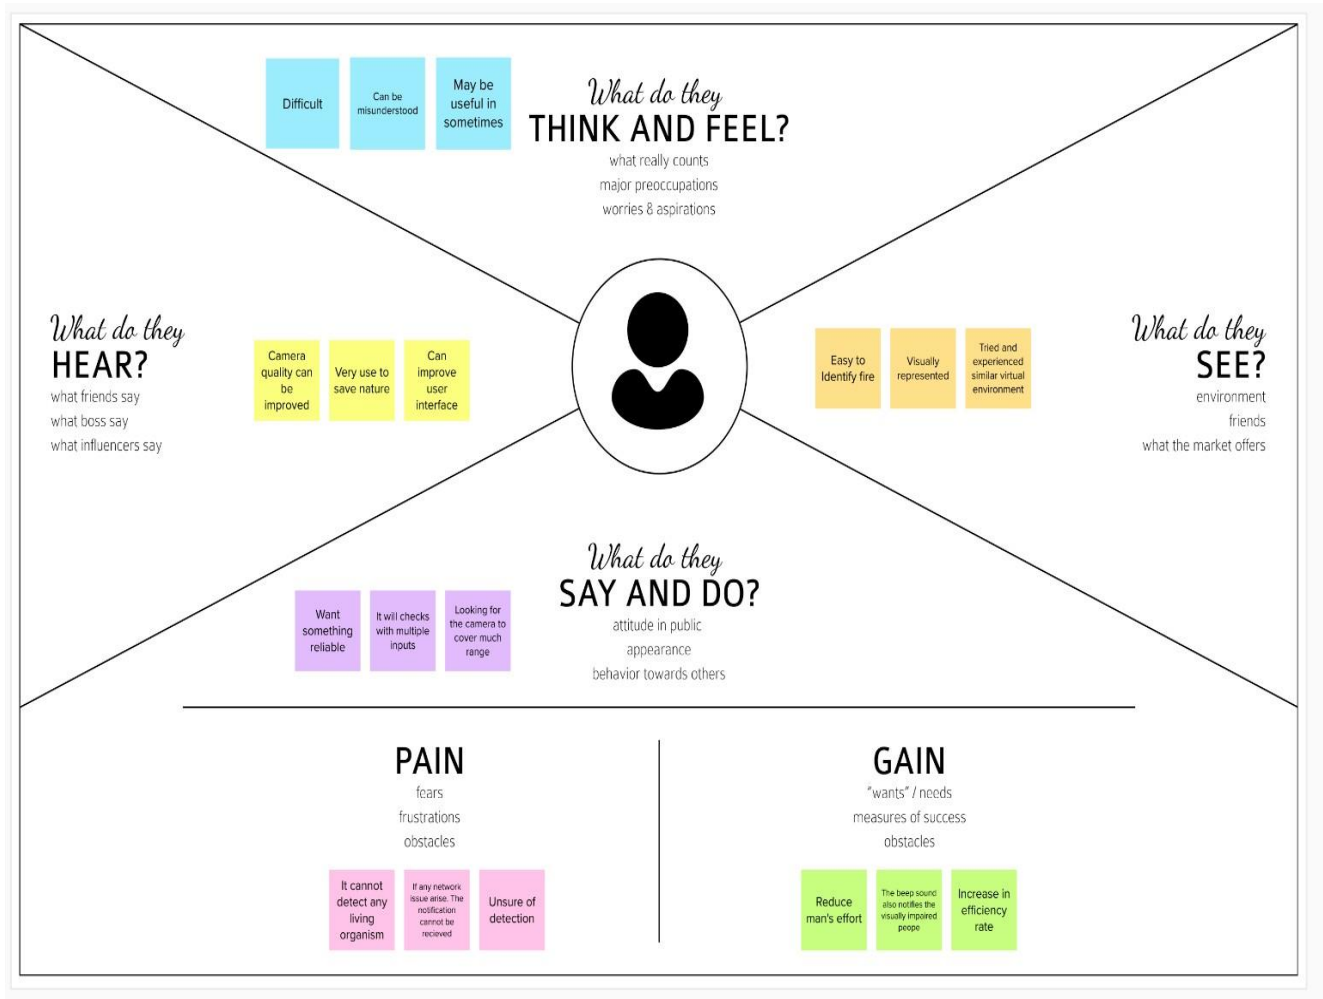 Difficult
Can be
misunderstood
May be
useful in
sometimes
What do they
THINK AND FEEL?
what really counts
major preoccupations
worries & aspirations
What do they
HEAR?
what friends say
what boss say
what influencers say
Camera
quality can
be
improved
Very use to
save nature
Can
improve
user
interface
Easy to
Identify fire
Visually
represented
Tried and
experienced
similar virtual
environment
What do they
SEE?
environment
friends
what the market offers
What do they
SAY AND DO?
attitude in public
appearance
behavior towards others
Want
something
reliable
It will checks
with multiple
inputs
Looking for
the camera to
cover much
range
PAIN
fears
frustrations
obstacles
It cannot
detect any
living
organism
If any network
issue arise. The
notification
cannot be
recieved
Unsure of
detection
GAIN
"wants" / needs
measures of success
obstacles
Reduce
man's effort
The beep sound
also notifies the
visually impaired
peope
Increase in
efficiency
rate